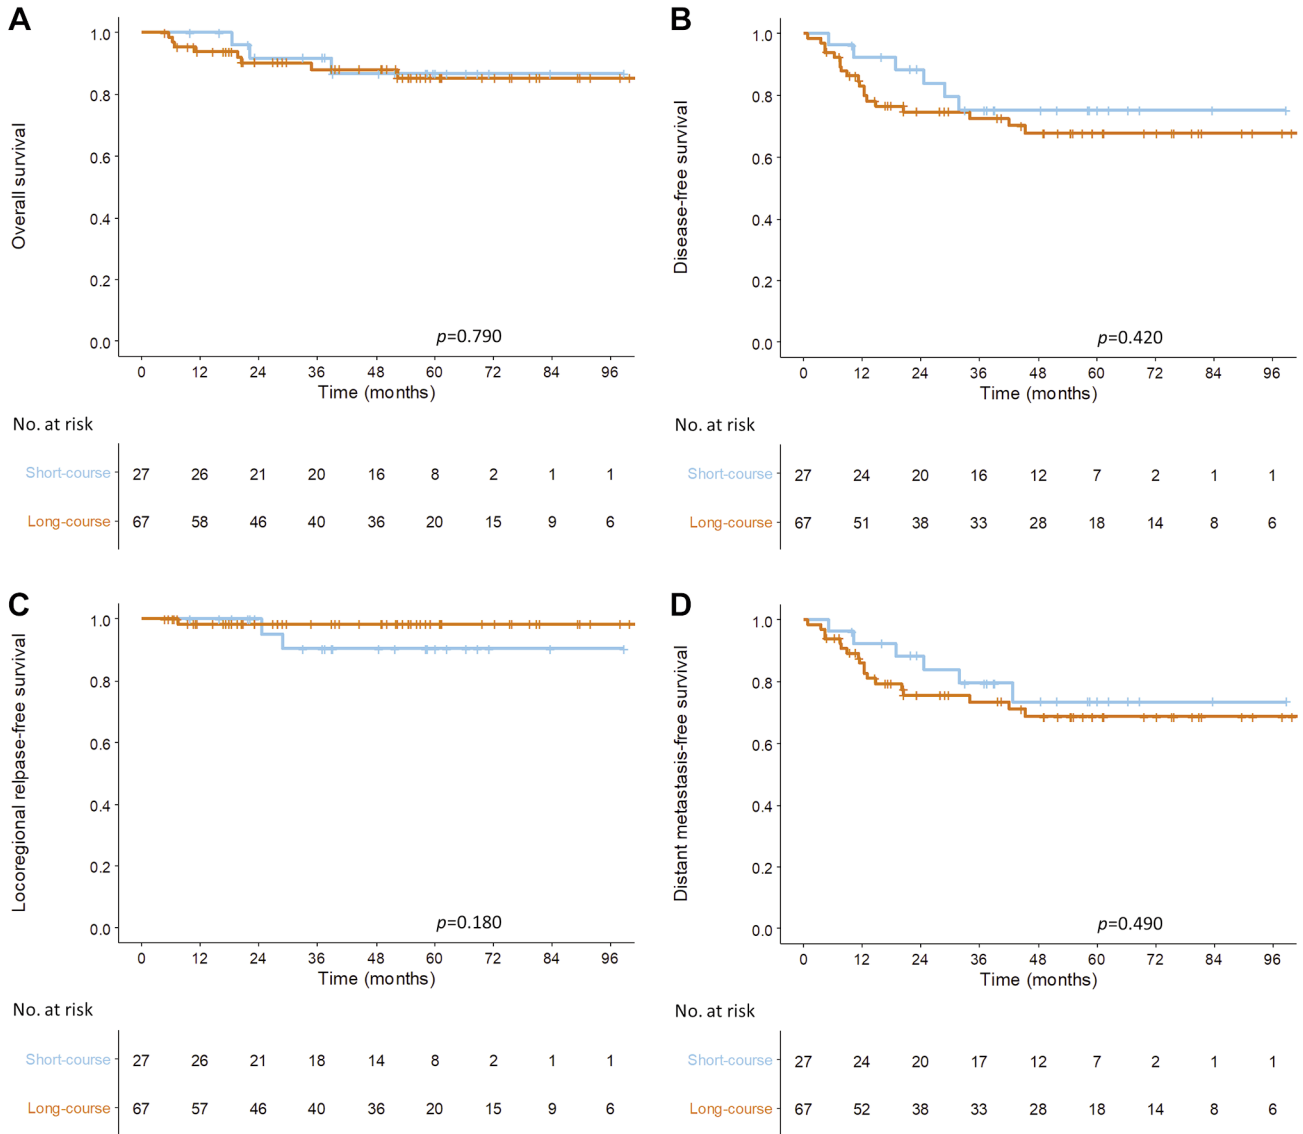 A
Overall survival
1.0
0.8
0.6
0.4
0.2
0.0
p=0.790
0 12 24 36 48 60 72 84 96
Time (months)
No. at risk
Short-course 27 26 21 20 16 8 2 1 1
Long-course 67 58 46 40 36 20 15 9 6
B
Disease-free survival
1.0
0.8
0.6
0.4
0.2
0.0
p=0.420
0 12 24 36 48 60 72 84 96
Time (months)
No. at risk
Short-course 27 24 20 16 12 7 2 1 1
Long-course 67 51 38 33 28 18 14 8 6
C
Locoregional relpase-free survival
1.0
0.8
0.6
0.4
0.2
0.0
p=0.180
0 12 24 36 48 60 72 84 96
Time (months)
No. at risk
Short-course 27 26 21 18 14 8 2 1 1
Long-course 67 57 46 40 36 20 15 9 6
D
Distant metastasis-free survival
1.0
0.8
0.6
0.4
0.2
0.0
p=0.490
0 12 24 36 48 60 72 84 96
Time (months)
No. at risk
Short-course 27 24 20 17 12 7 2 1 1
Long-course 67 52 38 33 28 18 14 8 6